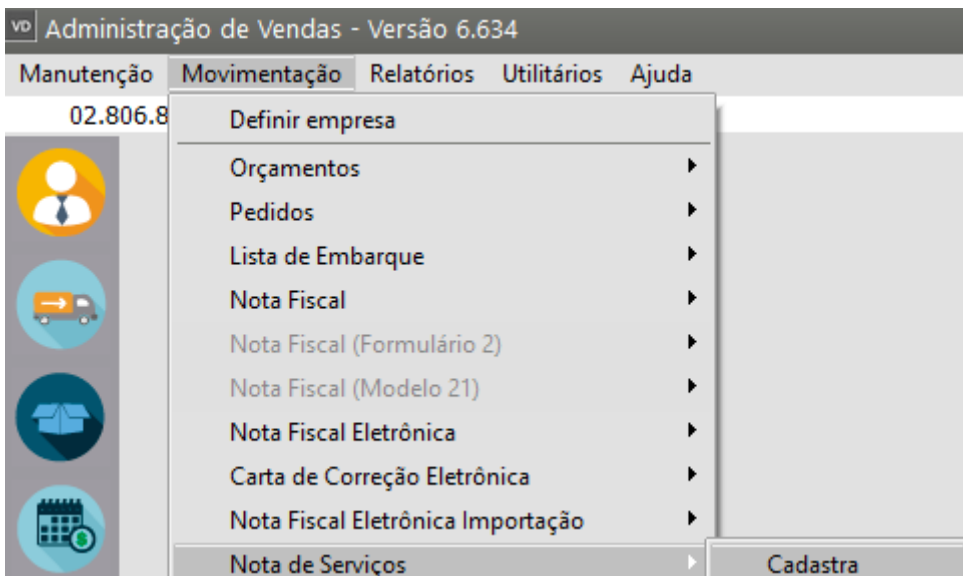 VD Administração de Vendas - Versão 6.634
Manutenção Movimentação Relatórios Utilitários Ajuda
02.806.8
Definir empresa
Orçamentos
Pedidos
Lista de Embarque
Nota Fiscal
Nota Fiscal (Formulário 2)
Nota Fiscal (Modelo 21)
Nota Fiscal Eletrônica
Carta de Correção Eletrônica
Nota Fiscal Eletrônica Importação
Nota de Serviços Cadastra